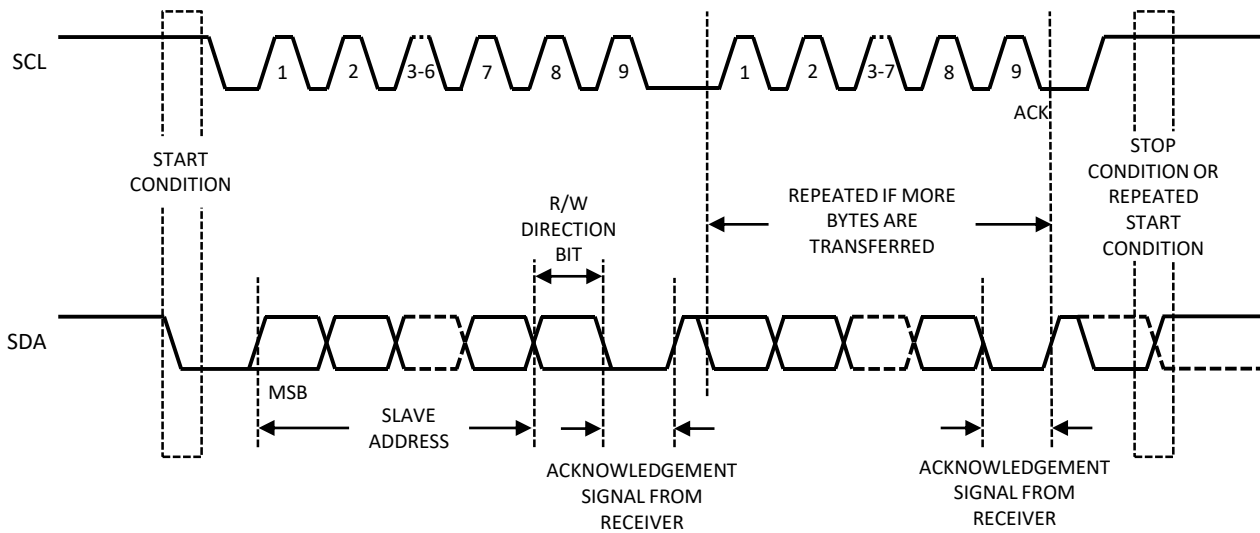 SCL
1
2
3-6
7
8
9
1
2
3-7
8
9
ACK
START
CONDITION
R/W
DIRECTION
BIT
REPEATED IF MORE
BYTES ARE
TRANSFERRED
STOP
CONDITION OR
REPEATED
START
CONDITION
SDA
MSB
SLAVE
ADDRESS
ACKNOWLEDGEMENT
SIGNAL FROM
RECEIVER
ACKNOWLEDGEMENT
SIGNAL FROM
RECEIVER